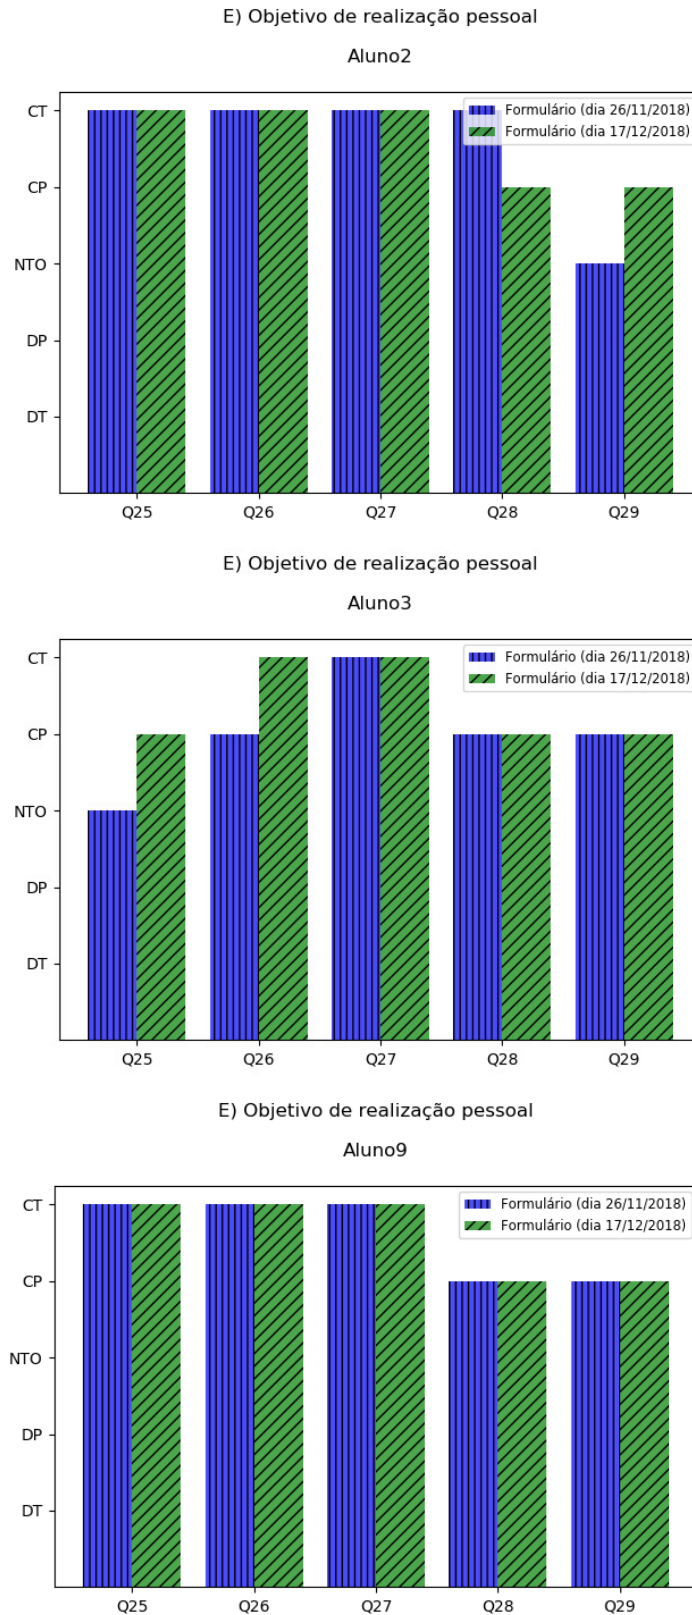 E) Objetivo de realização pessoal
Aluno2
Formulário (dia 26/11/2018)
Formulário (dia 17/12/2018)
CT
CP
NTO
DP
DT
Q25 Q26 Q27 Q28 Q29
E) Objetivo de realização pessoal
Aluno3
Formulário (dia 26/11/2018)
Formulário (dia 17/12/2018)
CT
CP
NTO
DP
DT
Q25 Q26 Q27 Q28 Q29
E) Objetivo de realização pessoal
Aluno9
Formulário (dia 26/11/2018)
Formulário (dia 17/12/2018)
CT
CP
NTO
DP
DT
Q25 Q26 Q27 Q28 Q29